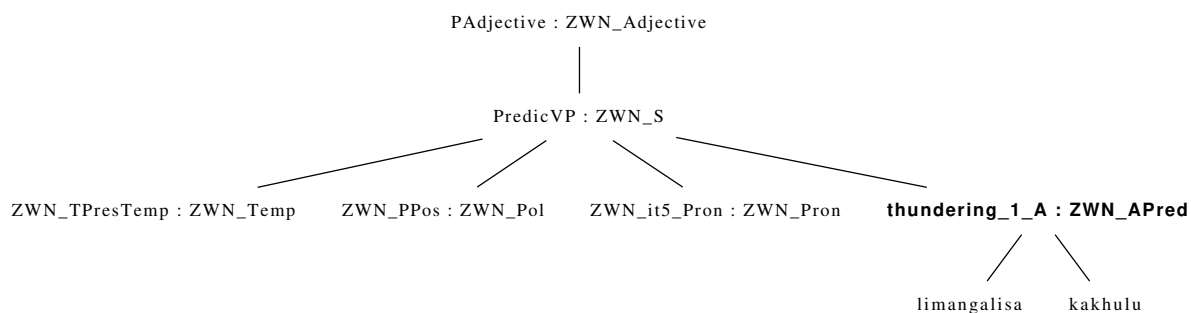 PAdjective : ZWN_Adjective
PredicVP : ZWN_S
ZWN_TPresTemp : ZWN_Temp ZWN_PPos : ZWN_Pol ZWN_it5_Pron : ZWN_Pron thundering_1_A : ZWN_APred
limangalisa kakhulu